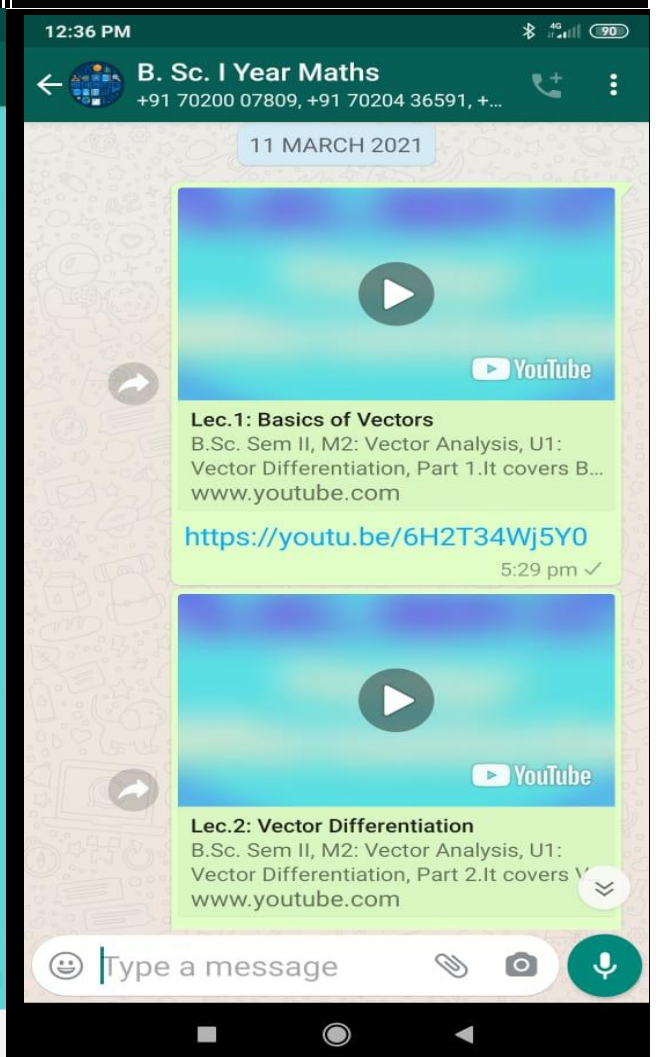 12:36 PM
4G
90
B. Sc. I Year Maths
+91 70200 07809, +91 70204 36591, +...
11 MARCH 2021
YouTube
Lec.1: Basics of Vectors
B.Sc. Sem II, M2: Vector Analysis, U1:
Vector Differentiation, Part 1.It covers B...
www.youtube.com
https://youtu.be/6H2T34Wj5Y0
5:29 pm
YouTube
Lec.2: Vector Differentiation
B.Sc. Sem II, M2: Vector Analysis, U1:
Vector Differentiation, Part 2.It covers
www.youtube.com
Type a message